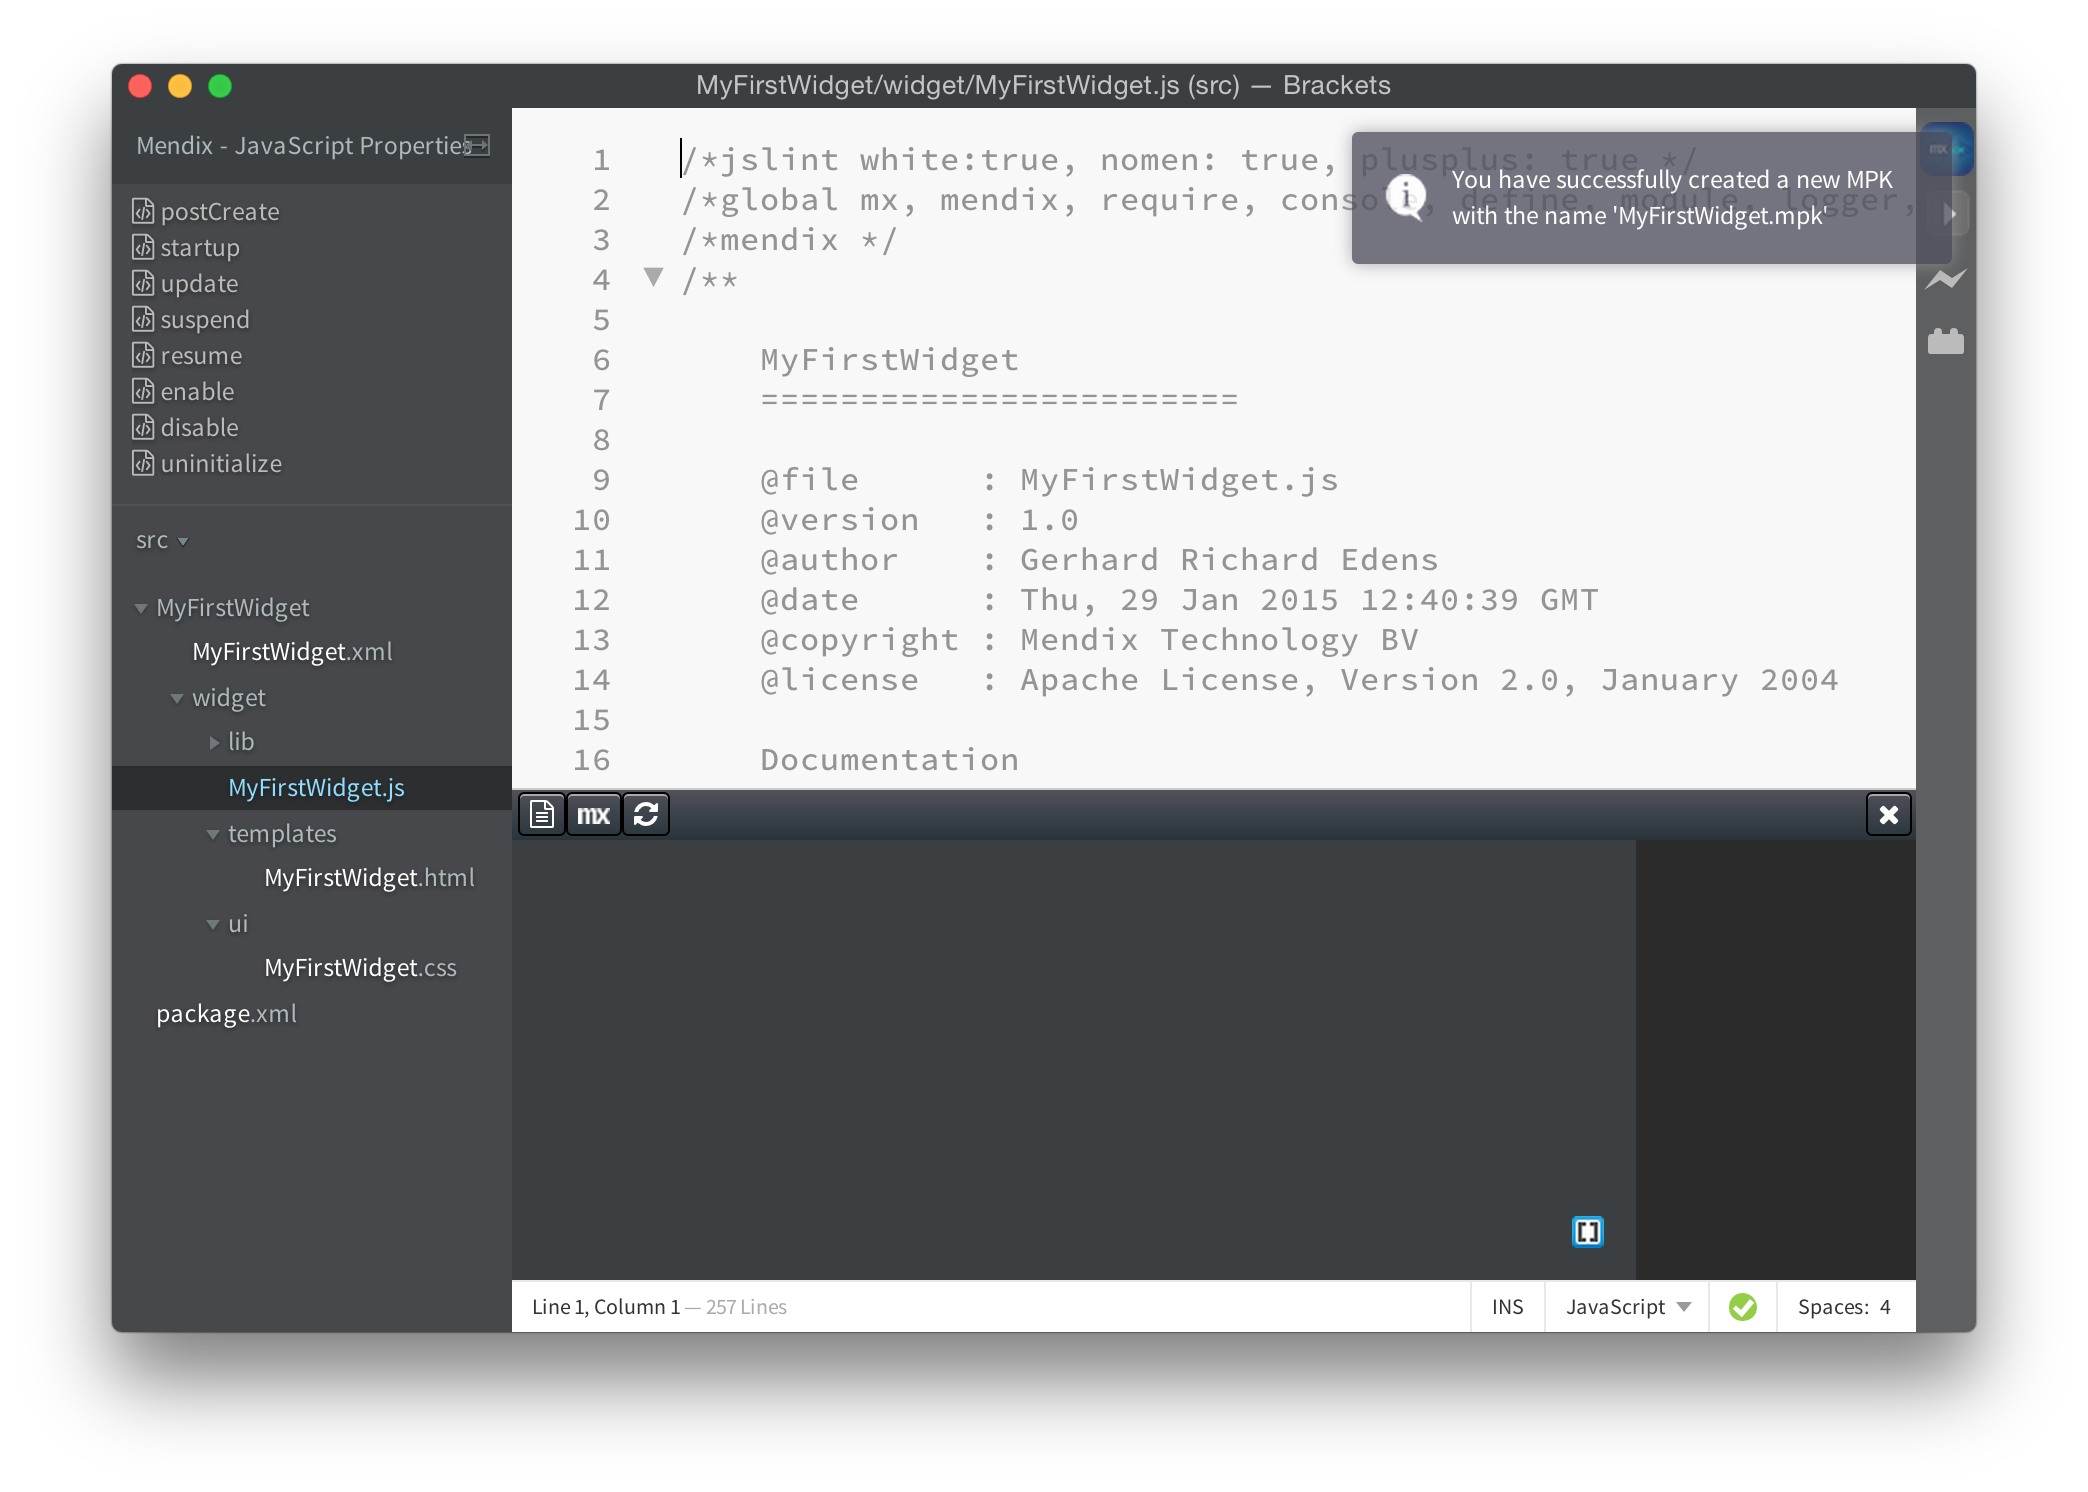 MyFirstWidget/widget/MyFirstWidget.js (src) — Brackets
Mendix - JavaScript Properties
postCreate
startup
update
suspend
resume
enable
disable
uninitialize
src
MyFirstWidget
MyFirstWidget.xml
widget
lib
MyFirstWidget.js
templates
MyFirstWidget.html
ui
MyFirstWidget.css
package.xml
1 /*jslint white:true, nomen: true, plusplus: true */
2 /*global mx, mendix, require, console, define, module, logger,
3 /*mendix */
4 /**
5
6 MyFirstWidget
7 ========================
8
9 @file : MyFirstWidget.js
10 @version : 1.0
11 @author : Gerhard Richard Edens
12 @date : Thu, 29 Jan 2015 12:40:39 GMT
13 @copyright : Mendix Technology BV
14 @license : Apache License, Version 2.0, January 2004
15
16 Documentation
You have successfully created a new MPK
with the name 'MyFirstWidget.mpk'
mx
mx
Line 1, Column 1 — 257 Lines
INS
JavaScript
Spaces: 4